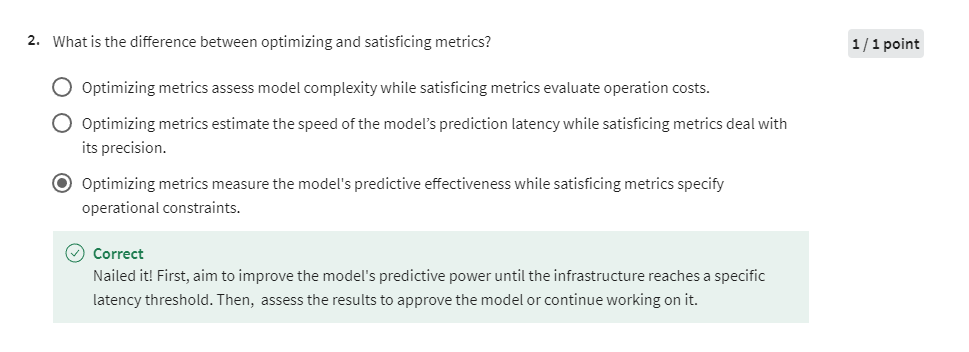 2. What is the difference between optimizing and satisficing metrics?
1 / 1 point
Optimizing metrics assess model complexity while satisficing metrics evaluate operation costs.
Optimizing metrics estimate the speed of the model’s prediction latency while satisficing metrics deal with
its precision.
Optimizing metrics measure the model's predictive effectiveness while satisficing metrics specify
operational constraints.
Correct
Nailed it! First, aim to improve the model's predictive power until the infrastructure reaches a specific
latency threshold. Then,  assess the results to approve the model or continue working on it.